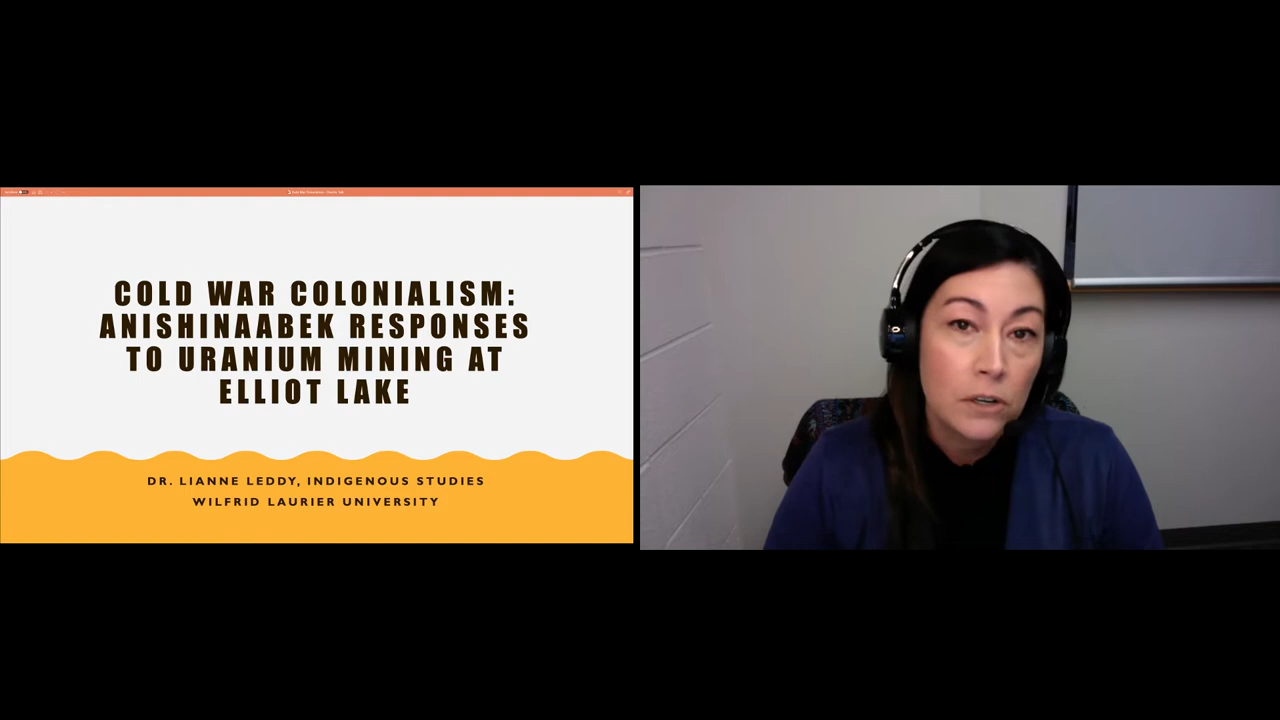 COLD WAR COLONIALISM:
ANISHINAABEK RESPONSES
TO URANIUM MINING AT
ELLIOT LAKE
DR. LIANNE LEDDY, INDIGENOUS STUDIES
WILFRID LAURIER UNIVERSITY